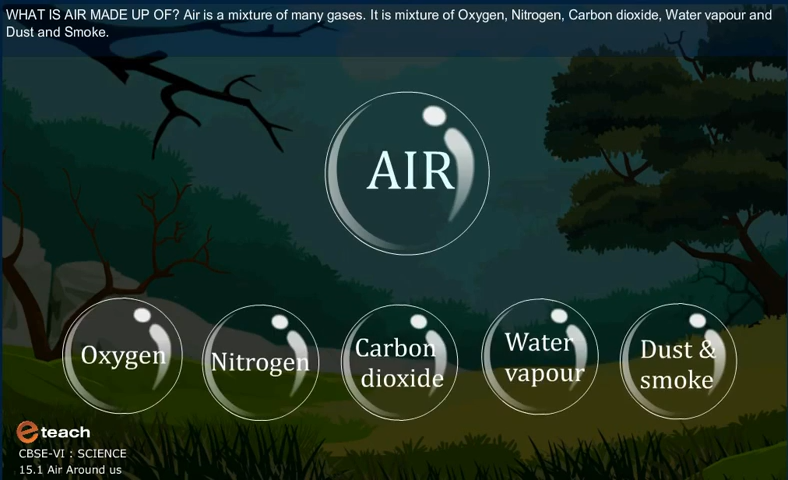 WHAT IS AIR MADE UP OF? Air is a mixture of many gases. It is mixture of Oxygen, Nitrogen, Carbon dioxide, Water vapour and
Dust and Smoke.
AIR
Oxygen
Nitrogen
Carbon
dioxide
Water
vapour
Dust &
smoke
e teach
CBSE-VI : SCIENCE
15.1 Air Around us